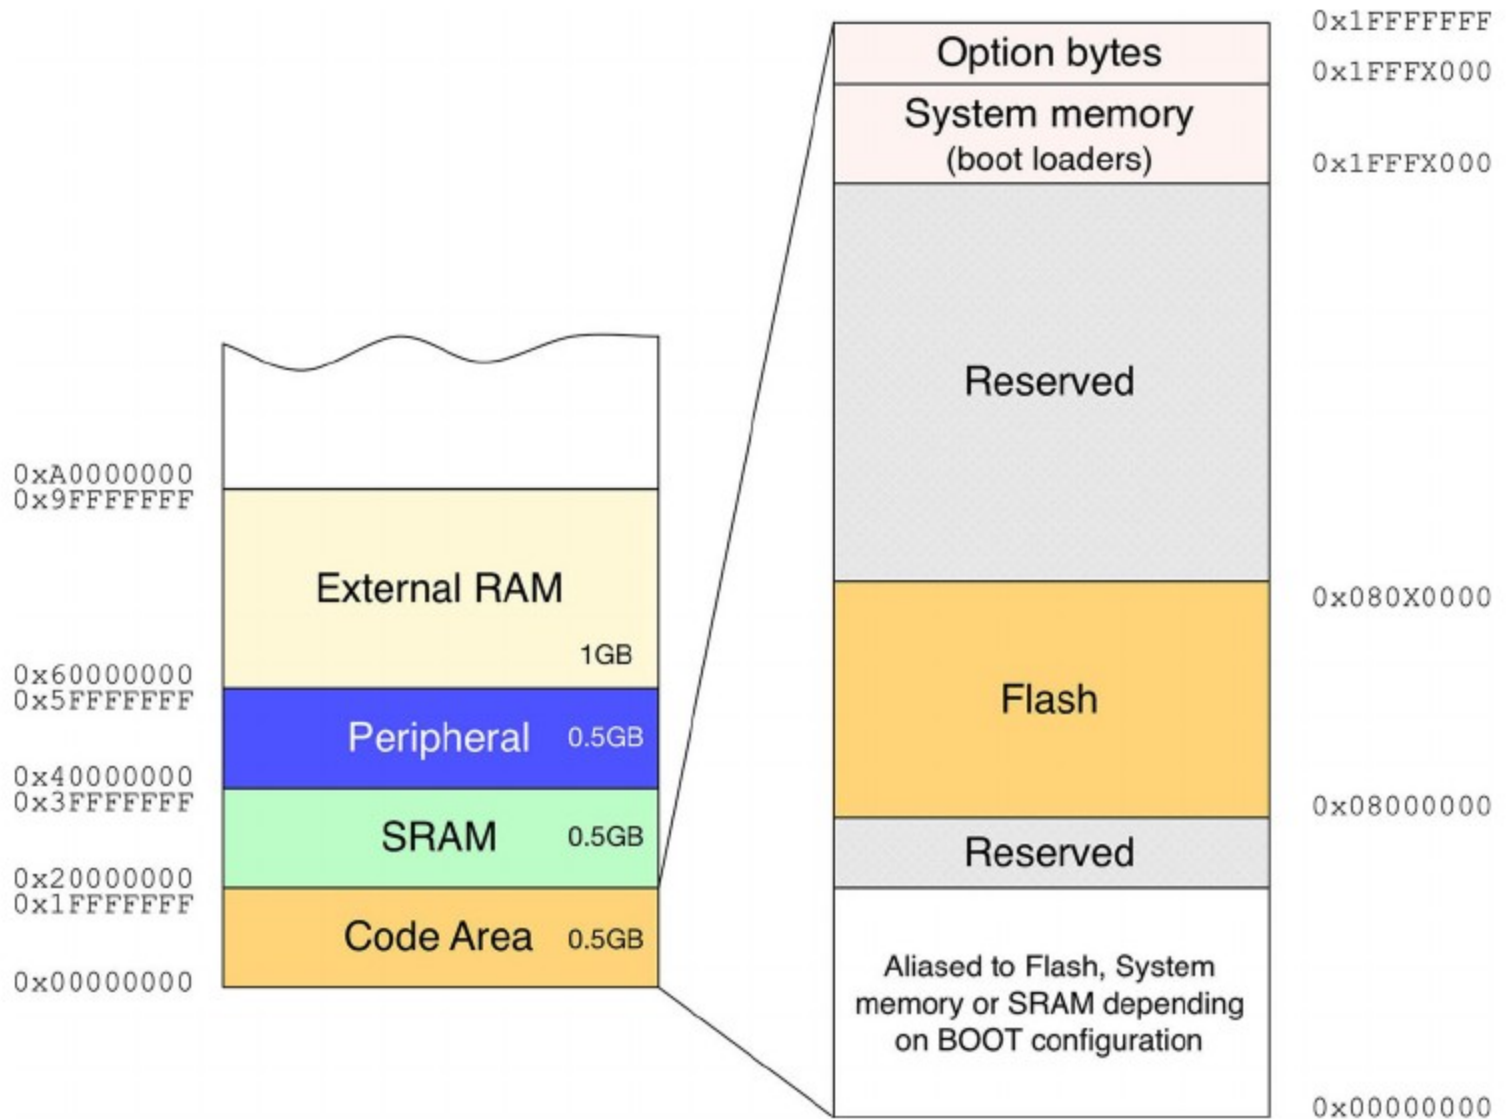 0xA0000000
0x9FFFFFFF
External RAM
1GB
0x60000000
0x5FFFFFFF
Peripheral 0.5GB
0x40000000
0x3FFFFFFF
SRAM 0.5GB
0x20000000
0x1FFFFFFF
Code Area 0.5GB
0x00000000
0x1FFFFFFF
Option bytes
0x1FFFX000
System memory
(boot loaders)
0x1FFFX000
Reserved
0x080X0000
Flash
0x08000000
Reserved
Aliased to Flash, System
memory or SRAM depending
on BOOT configuration
0x00000000